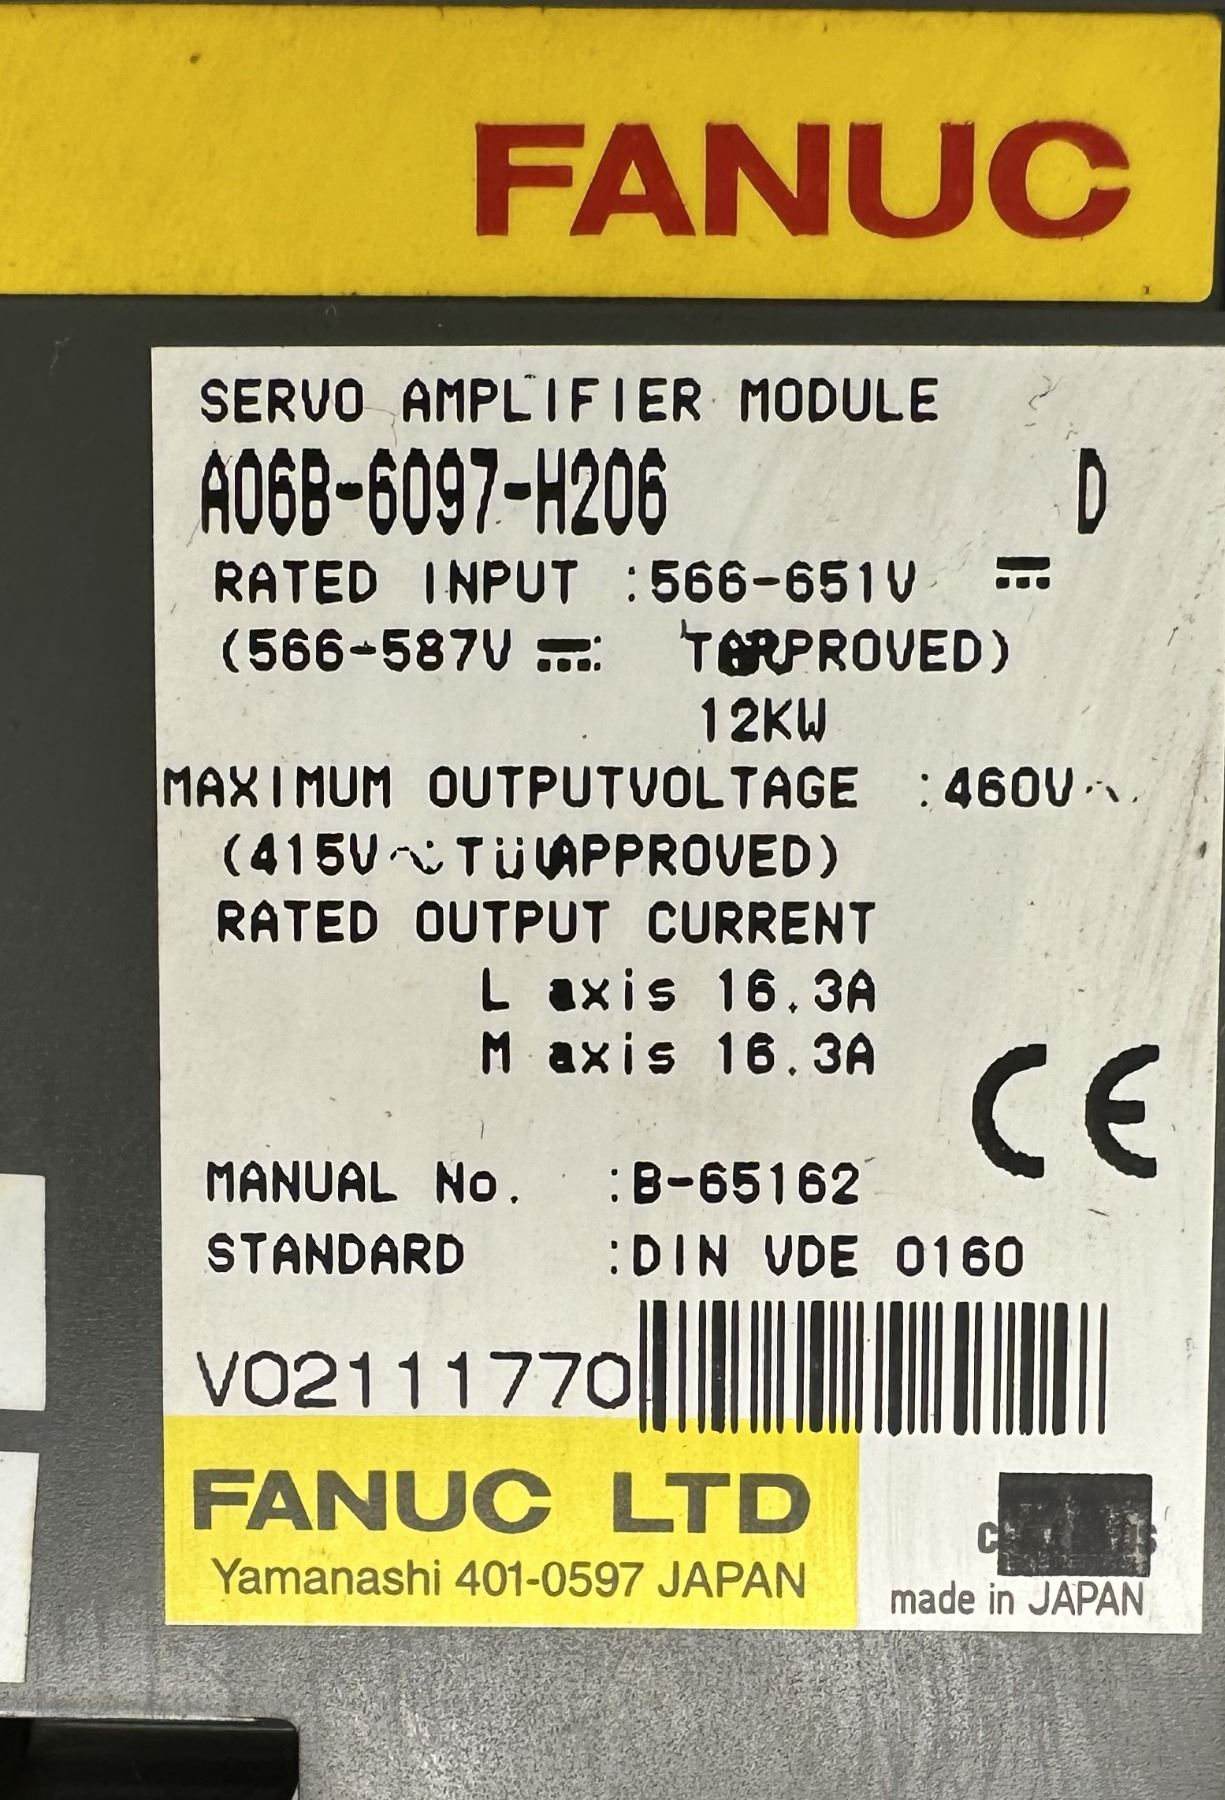 FANUC
SERVO AMPLIFIER MODULE
A06B-6097-H206 D
RATED INPUT :566-651V ⎓
(566-587V ⎓:
12KW
MAXIMUM OUTPUTVOLTAGE :460V~
(415V~ TÜVAPPROVED)
RATED OUTPUT CURRENT
L axis 16.3A
M axis 16.3A
CE
MANUAL No. :B-65162
STANDARD :DIN VDE 0160
V02111770
FANUC LTD
Yamanashi 401-0597 JAPAN
made in JAPAN